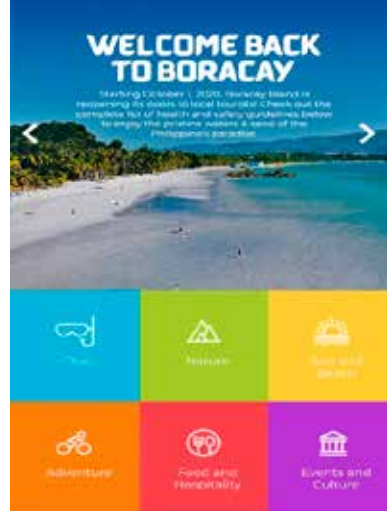 WELCOME BACK
TO BORACAY
Starting October 1, 2020, Boracay Island is
reopening its doors to local tourists! Check out the
complete list of health and safety guidelines below
to enjoy the pristine waters & sand of the
Philippine's paradise.
Nature
Sun and
Beach
Adventure
Food and
Hospitality
Events and
Culture